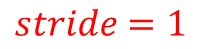 stride = 1